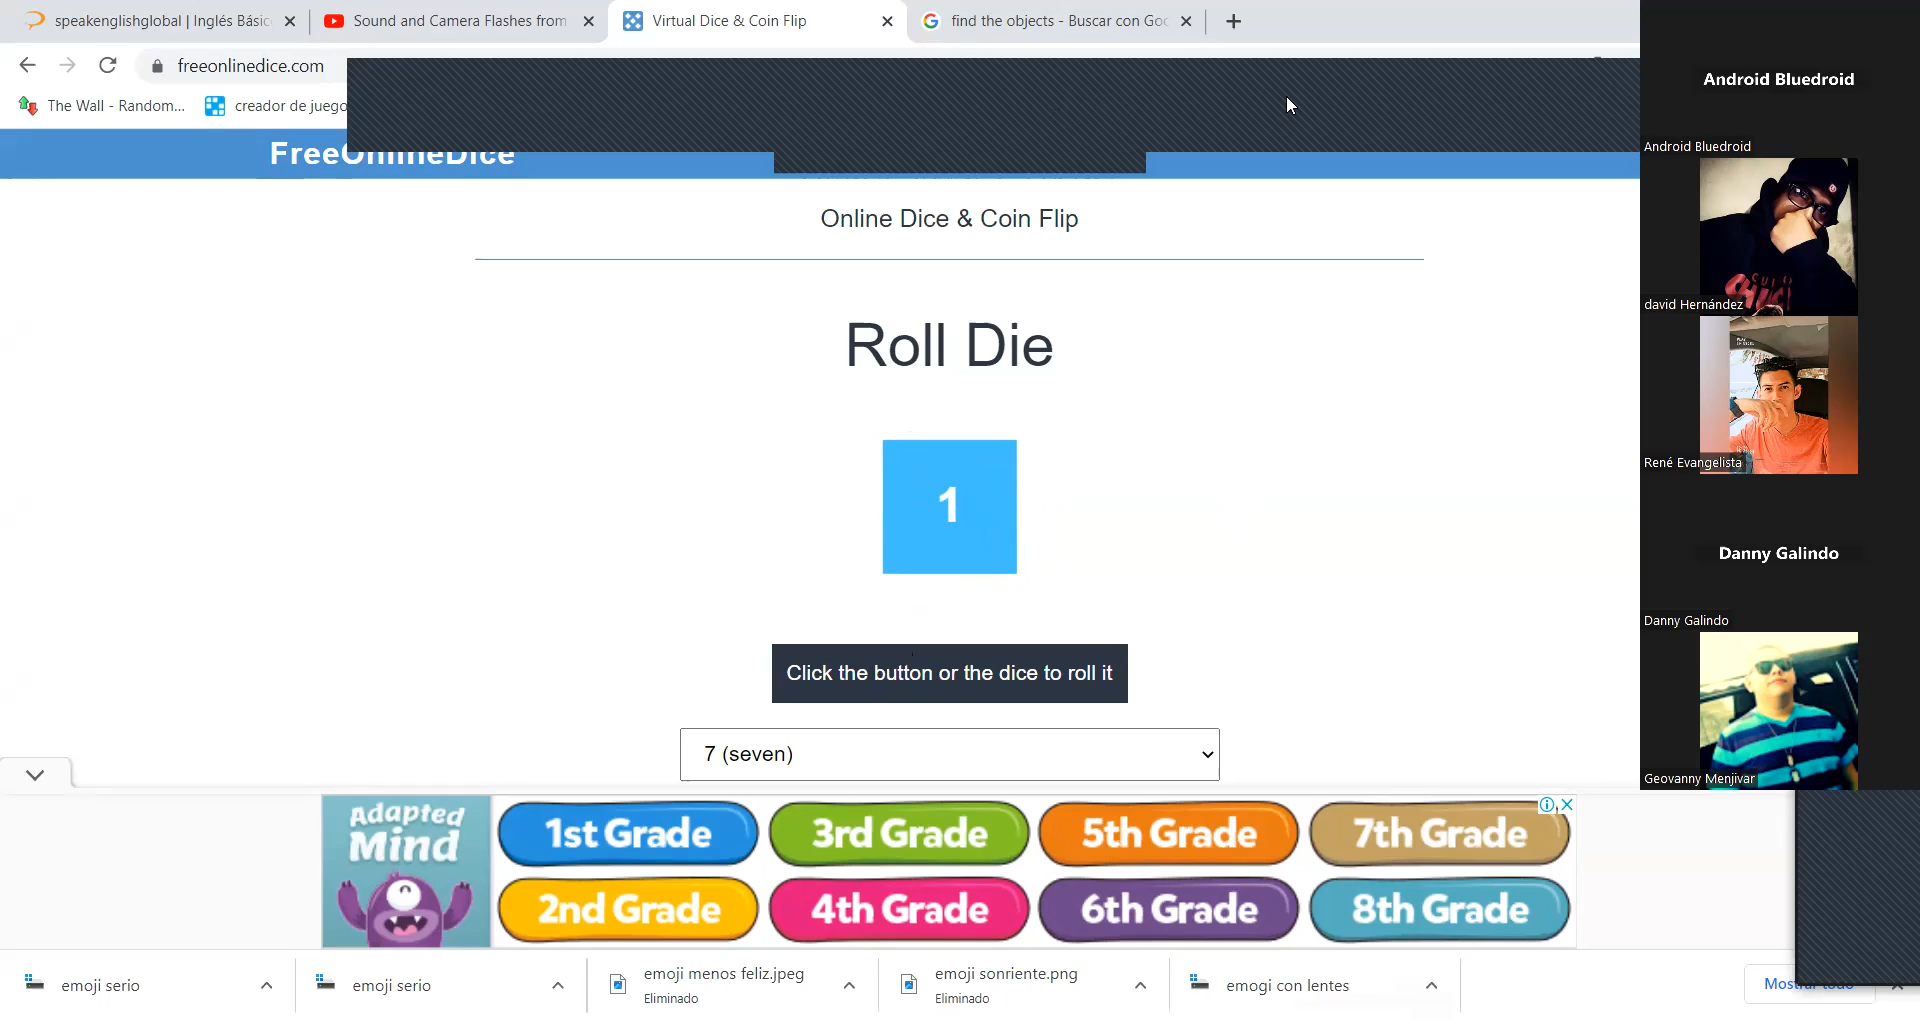 speakenglishglobal | Inglés Básic
Sound and Camera Flashes from
Virtual Dice & Coin Flip
find the objects - Buscar con Goo
freeonlinedice.com
The Wall - Random...
creador de juego
FreeOnlineDice
Online Dice & Coin Flip
Roll Die
1
Click the button or the dice to roll it
7 (seven)
Adapted
Mind
1st Grade
3rd Grade
5th Grade
7th Grade
2nd Grade
4th Grade
6th Grade
8th Grade
emoji serio
emoji serio
emoji menos feliz.jpeg
Eliminado
emoji sonriente.png
Eliminado
emogi con lentes
Mostrar todo
Android Bluedroid
Android Bluedroid
david Hernández
René Evangelista
Danny Galindo
Danny Galindo
Geovanny Menjivar